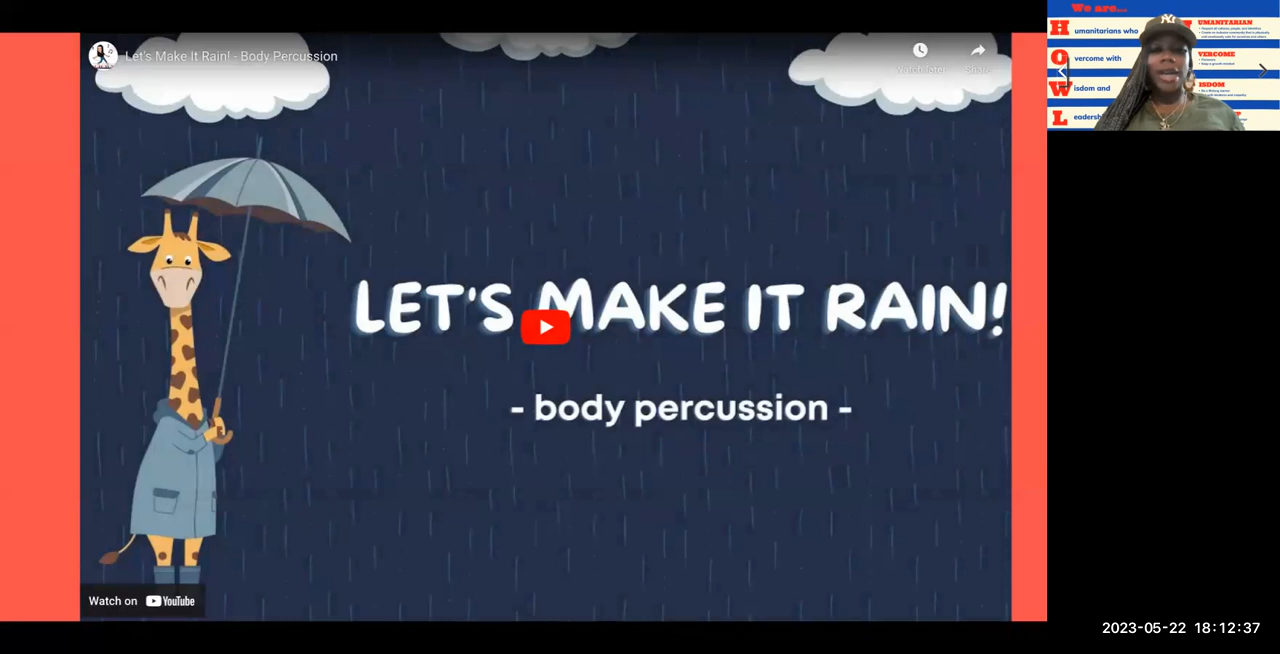 Let's Make It Rain! - Body Percussion
Watch later
Share
LET'S MAKE IT RAIN!
- body percussion -
Watch on YouTube
We are...
H umanitarians who
O vercome with
W isdom and
L
UMANITARIAN
VERCOME
ISDOM
NY
2023-05-22 18:12:37